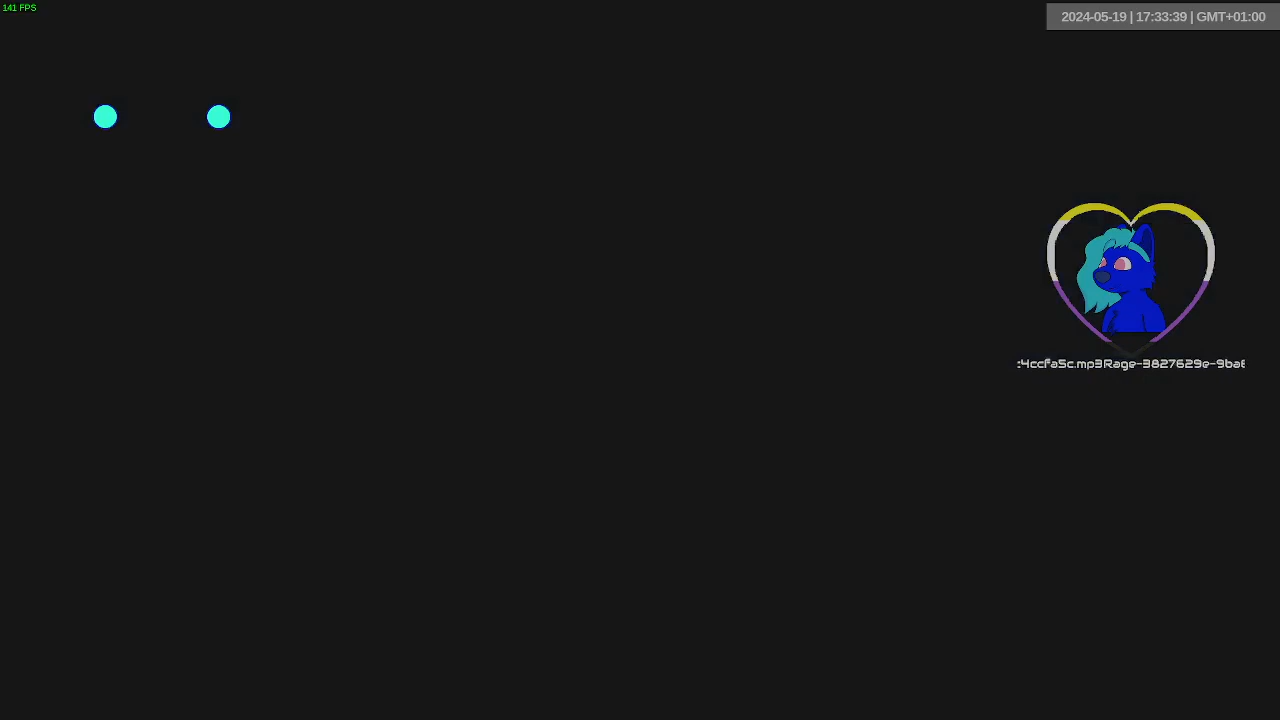 141 FPS
2024-05-19 | 17:33:39 | GMT+01:00
4ccfa5c.mp3Rage-3827629e-9ba